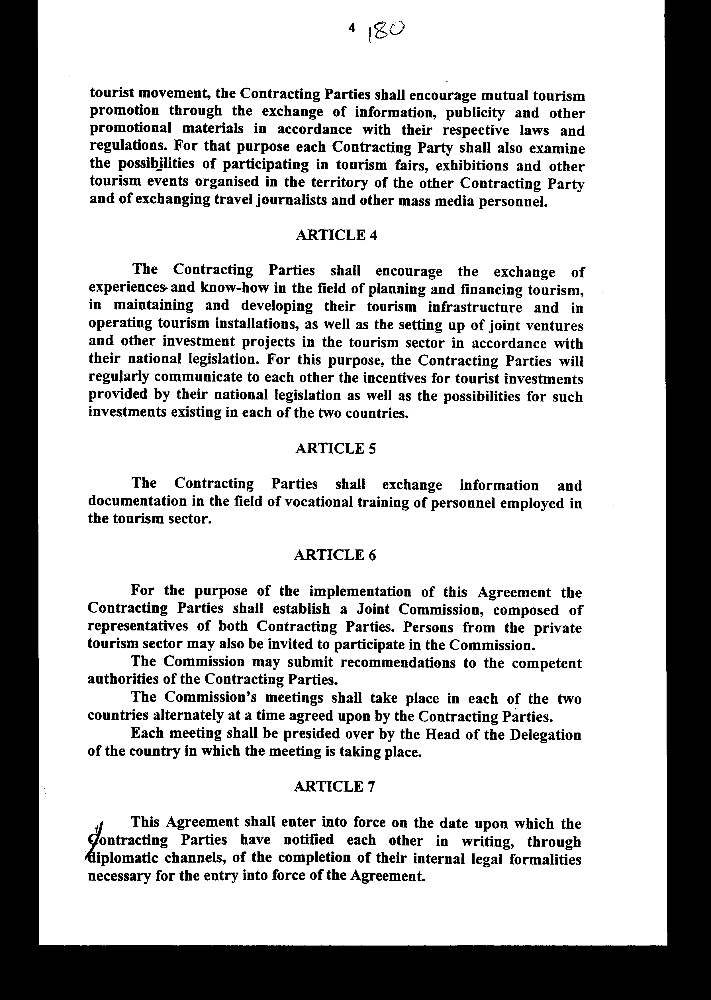 4 180
tourist movement, the Contracting Parties shall encourage mutual tourism
promotion through the exchange of information, publicity and other
promotional materials in accordance with their respective laws and
regulations. For that purpose each Contracting Party shall also examine
the possibilities of participating in tourism fairs, exhibitions and other
tourism events organised in the territory of the other Contracting Party
and of exchanging travel journalists and other mass media personnel.
ARTICLE 4
The Contracting Parties shall encourage the exchange of
experiences and know-how in the field of planning and financing tourism,
in maintaining and developing their tourism infrastructure and in
operating tourism installations, as well as the setting up of joint ventures
and other investment projects in the tourism sector in accordance with
their national legislation. For this purpose, the Contracting Parties will
regularly communicate to each other the incentives for tourist investments
provided by their national legislation as well as the possibilities for such
investments existing in each of the two countries.
ARTICLE 5
The Contracting Parties shall exchange information and
documentation in the field of vocational training of personnel employed in
the tourism sector.
ARTICLE 6
For the purpose of the implementation of this Agreement the
Contracting Parties shall establish a Joint Commission, composed of
representatives of both Contracting Parties. Persons from the private
tourism sector may also be invited to participate in the Commission.
The Commission may submit recommendations to the competent
authorities of the Contracting Parties.
The Commission's meetings shall take place in each of the two
countries alternately at a time agreed upon by the Contracting Parties.
Each meeting shall be presided over by the Head of the Delegation
of the country in which the meeting is taking place.
ARTICLE 7
This Agreement shall enter into force on the date upon which the
Contracting Parties have notified each other in writing, through
diplomatic channels, of the completion of their internal legal formalities
necessary for the entry into force of the Agreement.